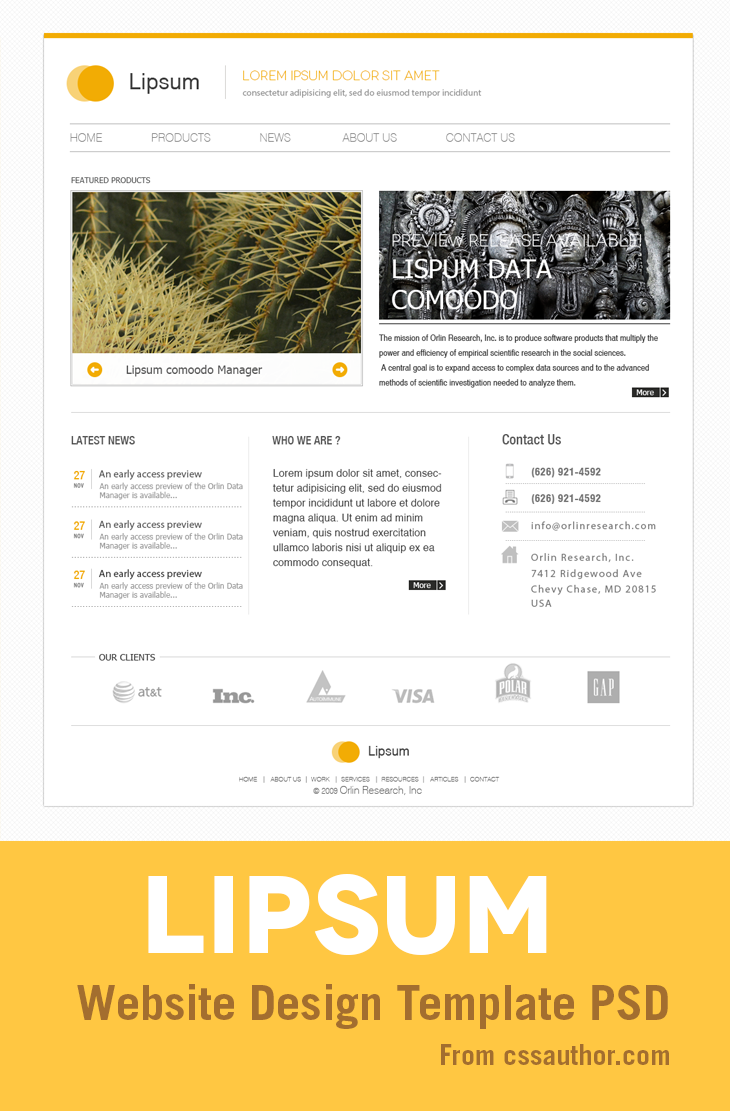 Lipsum
LOREM IPSUM DOLOR SIT AMET
consectetur adipisicing elit, sed do eiusmod tempor incididunt
HOME PRODUCTS NEWS ABOUT US CONTACT US
FEATURED PRODUCTS
Lipsum comoodo Manager
PREVIEW RELEASE AVAILABLE!
LISPUM DATA
COMOODO
The mission of Orlin Research, Inc. is to produce software products that multiply the
power and efficiency of empirical scientific research in the social sciences.
A central goal is to expand access to complex data sources and to the advanced
methods of scientific investigation needed to analyze them.
More
LATEST NEWS
27
NOV
An early access preview
An early access preview of the Orlin Data
Manager is available...
27
NOV
An early access preview
An early access preview of the Orlin Data
Manager is available...
27
NOV
An early access preview
An early access preview of the Orlin Data
Manager is available...
WHO WE ARE ?
Lorem ipsum dolor sit amet, consec-
tetur adipisicing elit, sed do eiusmod
tempor incididunt ut labore et dolore
magna aliqua. Ut enim ad minim
veniam, quis nostrud exercitation
ullamco laboris nisi ut aliquip ex ea
commodo consequat.
More
Contact Us
(626) 921-4592
(626) 921-4592
info@orlinresearch.com
Orlin Research, Inc.
7412 Ridgewood Ave
Chevy Chase, MD 20815
USA
OUR CLIENTS
at&t
Inc.
VISA
POLAR
GAP
Lipsum
HOME | ABOUT US | WORK | SERVICES | RESOURCES | ARTICLES | CONTACT
© 2009 Orlin Research, Inc
LIPSUM
Website Design Template PSD
From cssauthor.com